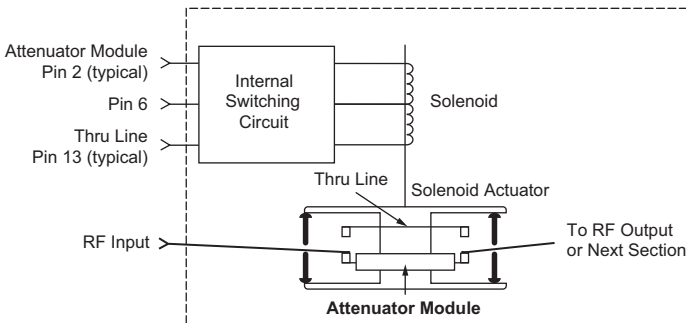 Attenuator Module
Pin 2 (typical)
Pin 6
Thru Line
Pin 13 (typical)
Internal
Switching
Circuit
Solenoid
Thru Line
Solenoid Actuator
RF Input
To RF Output
or Next Section
Attenuator Module